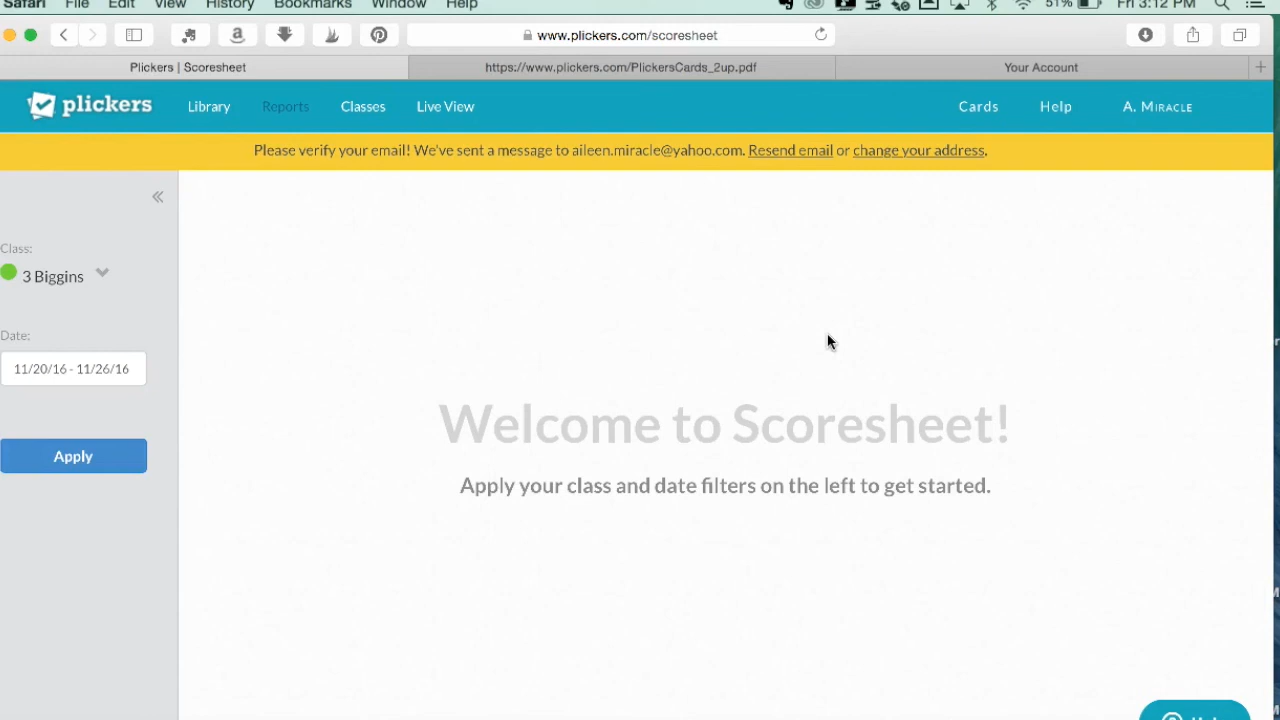 Safari File Edit View History Bookmarks Window Help 51% Fri 3:12 PM
www.plickers.com/scoresheet
Plickers | Scoresheet https://www.plickers.com/PlickersCards_2up.pdf Your Account
plickers Library Reports Classes Live View Cards Help A. MIRACLE
Please verify your email! We've sent a message to aileen.miracle@yahoo.com. Resend email or change your address.
Class:
3 Biggins
Date:
11/20/16 - 11/26/16
Apply
Welcome to Scoresheet!
Apply your class and date filters on the left to get started.